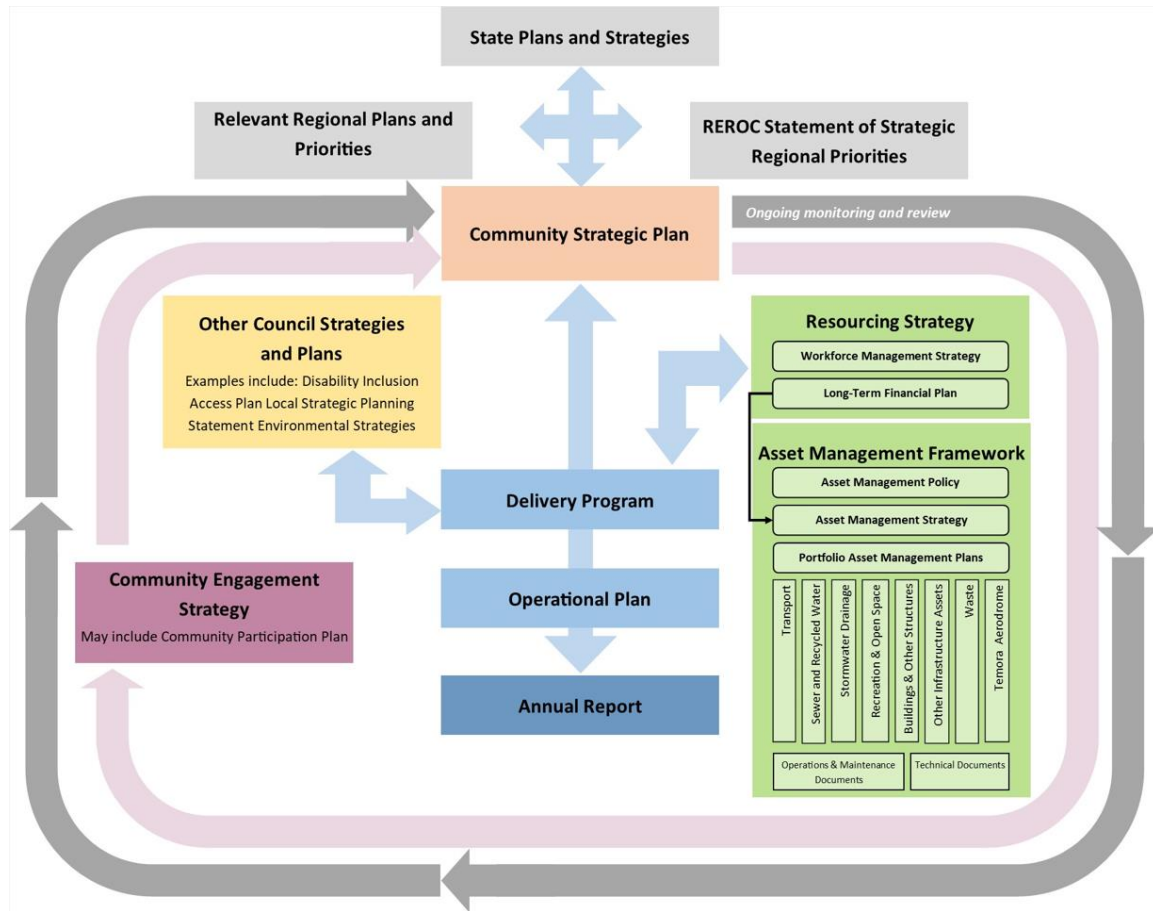 State Plans and Strategies
Relevant Regional Plans and
Priorities
REROC Statement of Strategic
Regional Priorities
Community Strategic Plan
Ongoing monitoring and review
Other Council Strategies
and Plans
Examples include: Disability Inclusion
Access Plan Local Strategic Planning
Statement Environmental Strategies
Resourcing Strategy
Workforce Management Strategy
Long-Term Financial Plan
Asset Management Framework
Asset Management Policy
Asset Management Strategy
Portfolio Asset Management Plans
Transport
Sewer and Recycled Water
Stormwater Drainage
Recreation & Open Space
Buildings & Other Structures
Other Infrastructure Assets
Waste
Temora Aerodrome
Operations & Maintenance
Documents
Technical Documents
Delivery Program
Community Engagement
Strategy
May include Community Participation Plan
Operational Plan
Annual Report